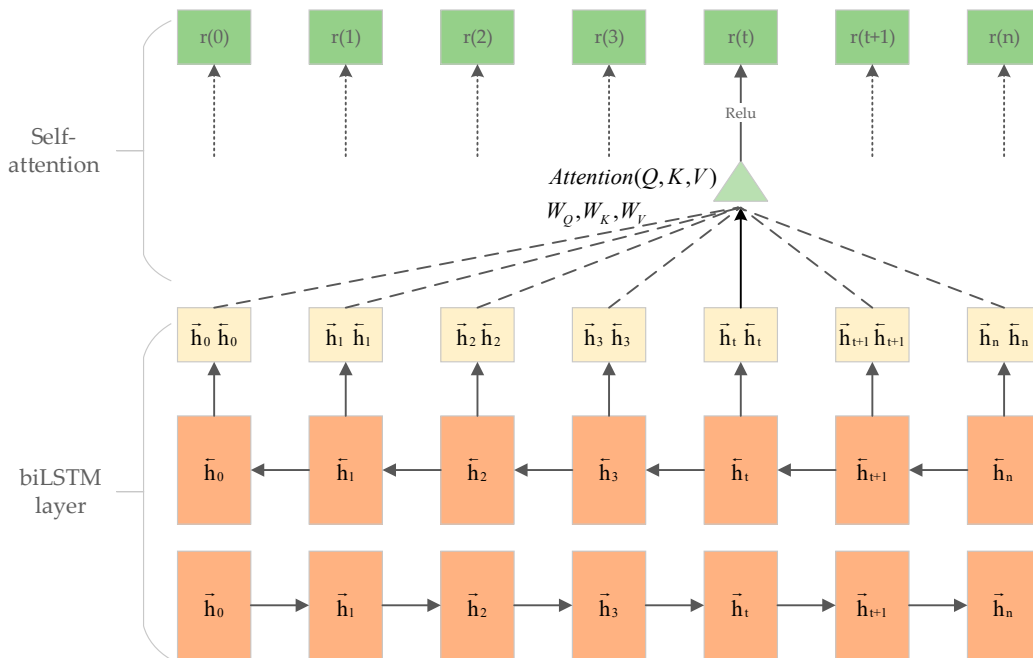 r(0) r(1) r(2) r(3) r(t) r(t+1) r(n)
Relu
Self-
attention
Attention(Q,K,V)
W_Q,W_K,W_V
h⃗₀ h⃖₀ h⃗₁ h⃖₁ h⃗₂ h⃖₂ h⃗₃ h⃖₃ h⃗ₜ h⃖ₜ h⃗ₜ₊₁ h⃖ₜ₊₁ h⃗ₙ h⃖ₙ
biLSTM
layer
h⃖₀ h⃖₁ h⃖₂ h⃖₃ h⃖ₜ h⃖ₜ₊₁ h⃖ₙ
h⃗₀ h⃗₁ h⃗₂ h⃗₃ h⃗ₜ h⃗ₜ₊₁ h⃗ₙ